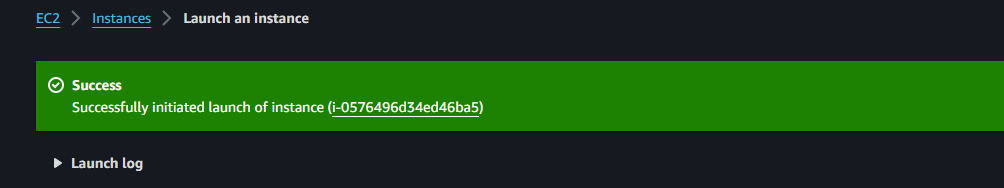 EC2 > Instances > Launch an instance
Success
Successfully initiated launch of instance (i-0576496d34ed46ba5)
Launch log